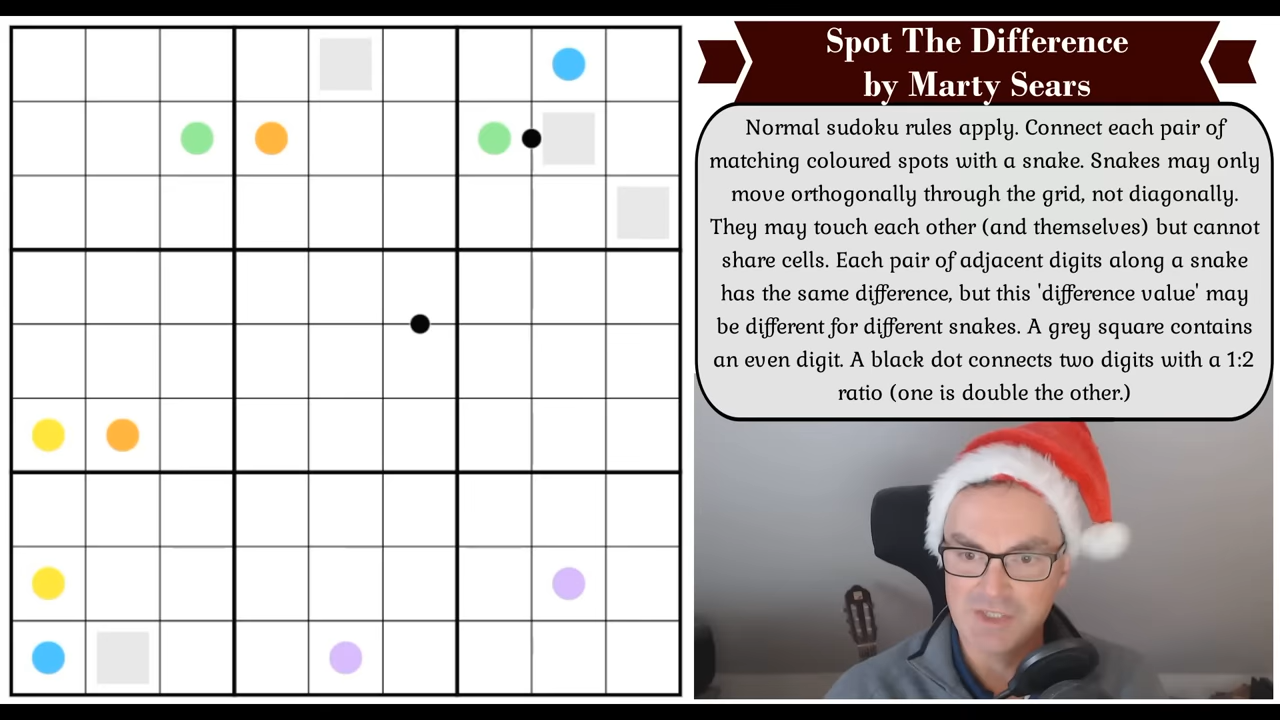 Spot The Difference
by Marty Sears
Normal sudoku rules apply. Connect each pair of
matching coloured spots with a snake. Snakes may only
move orthogonally through the grid, not diagonally.
They may touch each other (and themselves) but cannot
share cells. Each pair of adjacent digits along a snake
has the same difference, but this 'difference value' may
be different for different snakes. A grey square contains
an even digit. A black dot connects two digits with a 1:2
ratio (one is double the other.)